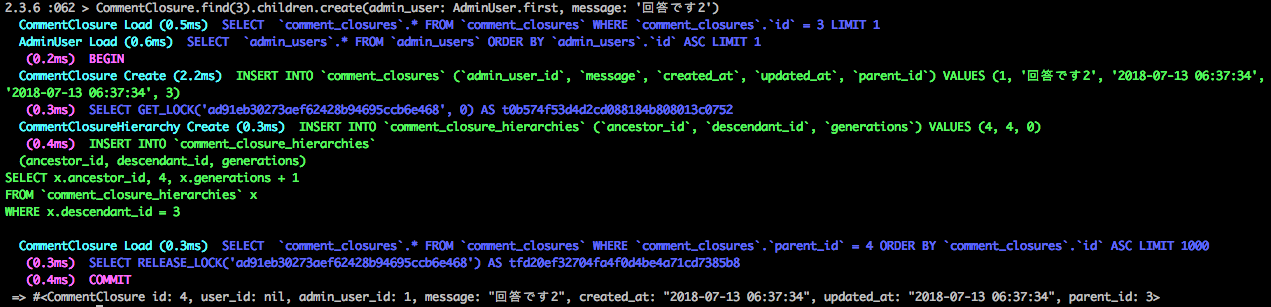 2.3.6 :062 > CommentClosure.find(3).children.create(admin_user: AdminUser.first, message: '回答です2')
CommentClosure Load (0.5ms)  SELECT  `comment_closures`.* FROM `comment_closures` WHERE `comment_closures`.`id` = 3 LIMIT 1
AdminUser Load (0.6ms)  SELECT  `admin_users`.* FROM `admin_users` ORDER BY `admin_users`.`id` ASC LIMIT 1
(0.2ms)  BEGIN
CommentClosure Create (2.2ms)  INSERT INTO `comment_closures` (`admin_user_id`, `message`, `created_at`, `updated_at`, `parent_id`) VALUES (1, '回答です2', '2018-07-13 06:37:34',
'2018-07-13 06:37:34', 3)
(0.3ms)  SELECT GET_LOCK('ad91eb30273aef62428b94695ccb6e468', 0) AS t0b574f53d4d2cd088184b808013c0752
CommentClosureHierarchy Create (0.3ms)  INSERT INTO `comment_closure_hierarchies` (`ancestor_id`, `descendant_id`, `generations`) VALUES (4, 4, 0)
(0.4ms)  INSERT INTO `comment_closure_hierarchies`
(ancestor_id, descendant_id, generations)
SELECT x.ancestor_id, 4, x.generations + 1
FROM `comment_closure_hierarchies` x
WHERE x.descendant_id = 3
CommentClosure Load (0.3ms)  SELECT  `comment_closures`.* FROM `comment_closures` WHERE `comment_closures`.`parent_id` = 4 ORDER BY `comment_closures`.`id` ASC LIMIT 1000
(0.3ms)  SELECT RELEASE_LOCK('ad91eb30273aef62428b94695ccb6e468') AS tfd20ef32704fa4f0d4be4a71cd7385b8
(0.4ms)  COMMIT
=> #<CommentClosure id: 4, user_id: nil, admin_user_id: 1, message: "回答です2", created_at: "2018-07-13 06:37:34", updated_at: "2018-07-13 06:37:34", parent_id: 3>